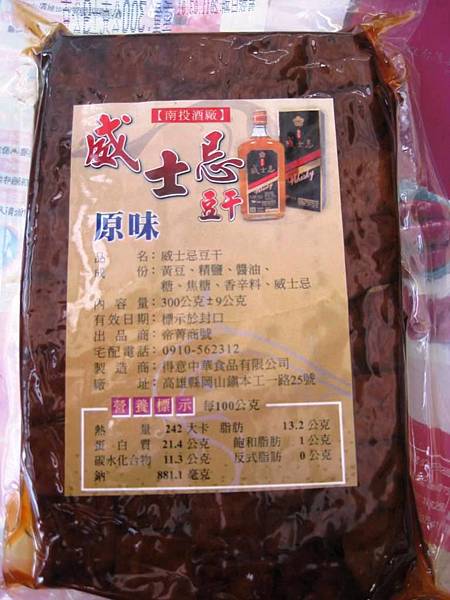 【南投酒廠】
威士忌
豆干
原味
威士忌
Whisky
威士忌
Whisky
品　　名：威士忌豆干
成　　份：黃豆、精鹽、醬油、
糖、焦糖、香辛料、威士忌
內 容 量：300公克±9公克
有效日期：標示於封口
出 品 商：帝菁商號
宅配電話：0910-562312
製 造 商：得意中華食品有限公司
廠　　址：高雄縣岡山鎮本工一路25號
營養標示 每100公克
熱　　量 242 大卡 脂肪 13.2 公克
蛋 白 質 21.4 公克 飽和脂肪 1 公克
碳水化合物 11.3 公克 反式脂肪 0 公克
鈉 881.1 毫克